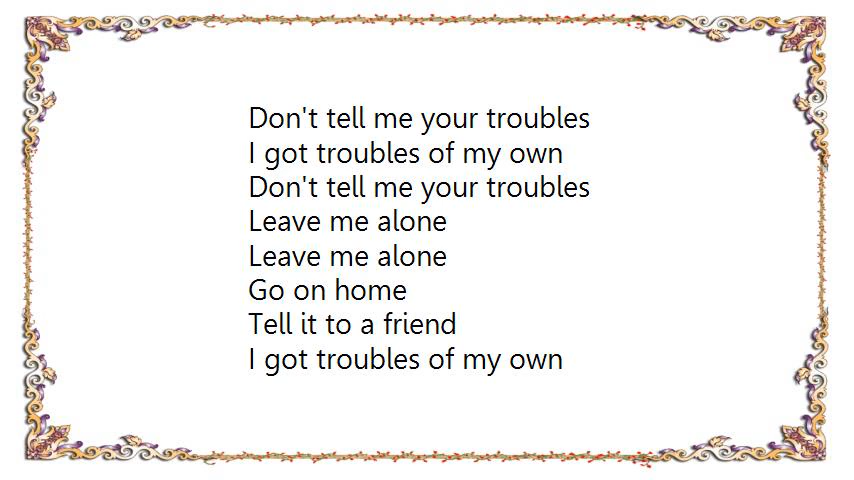 Don't tell me your troubles
I got troubles of my own
Don't tell me your troubles
Leave me alone
Leave me alone
Go on home
Tell it to a friend
I got troubles of my own